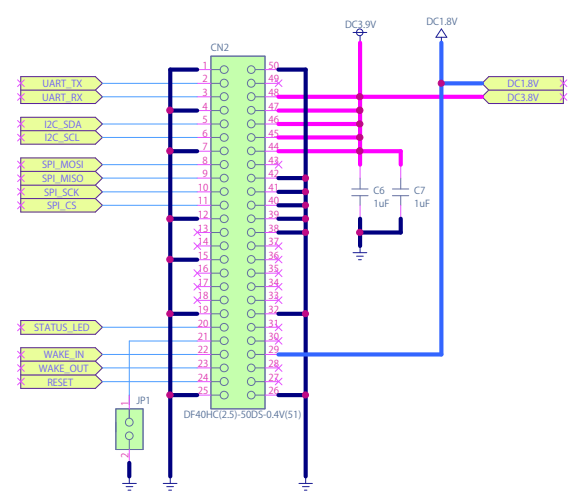 DC3.9V DC1.8V
CN2
1 50
UART_TX 2 49 DC1.8V
UART_RX 3 48 DC3.8V
4 47
I2C_SDA 5 46
I2C_SCL 6 45
7 44
SPI_MOSI 8 43
SPI_MISO 9 42
SPI_SCK 10 41 C6 C7
SPI_CS 11 40 1uF 1uF
12 39
13 38
14 37
15 36
16 35
17 34
18 33
19 32
STATUS_LED 20 31
21 30
WAKE_IN 22 29
WAKE_OUT 23 28
RESET 24 27
25 26
JP1
1
2
DF40HC(2.5)-50DS-0.4V(51)